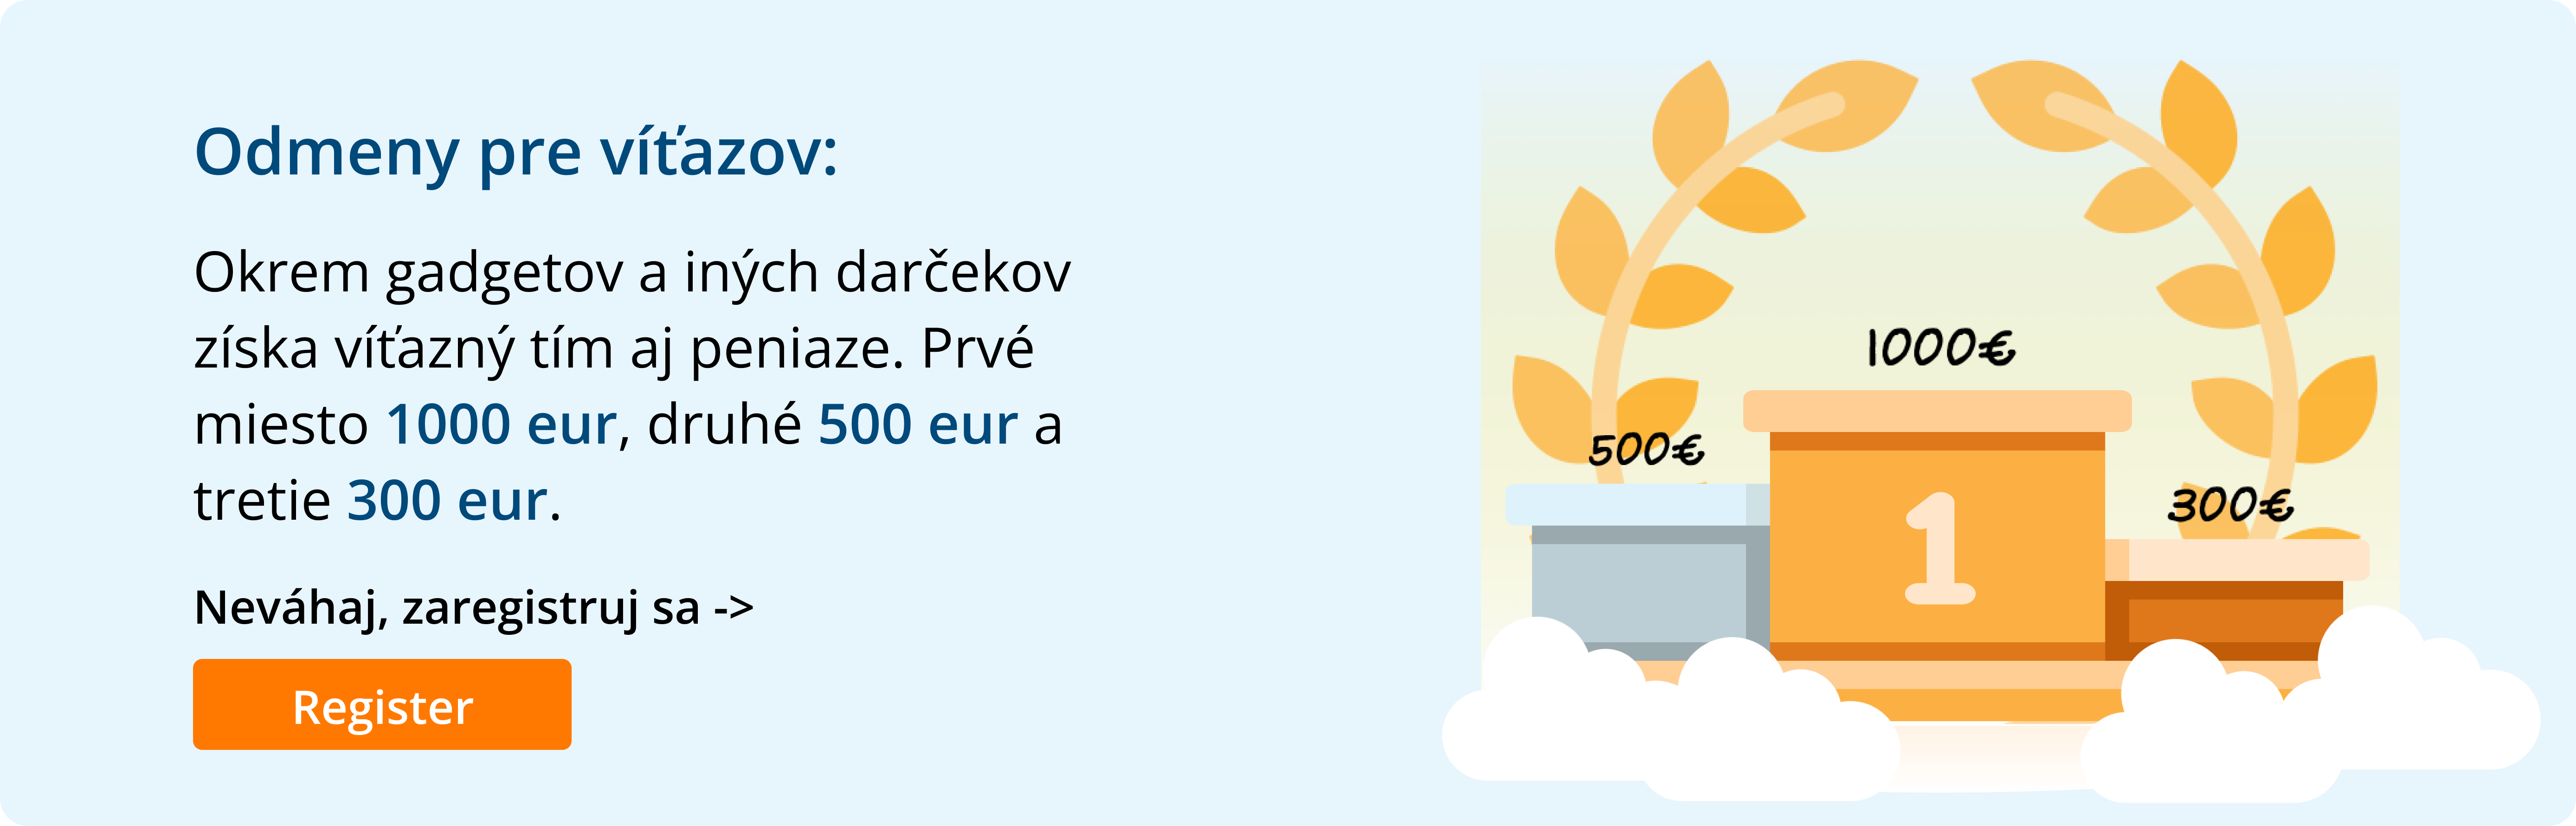 Odmeny pre víťazov:
Okrem gadgetov a iných darčekov
získa víťazný tím aj peniaze. Prvé
miesto 1000 eur, druhé 500 eur a
tretie 300 eur.
Neváhaj, zaregistruj sa ->
Register
1000€
500€
300€
1